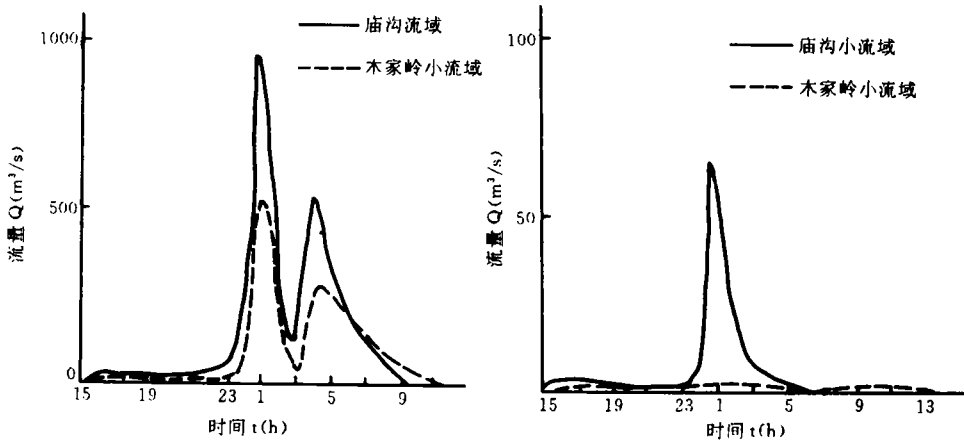 庙沟流域
木家岭小流域
1000
500
0
流量 Q(m³/s)
15 19 23 1 5 9
时间 t(h)
庙沟小流域
木家岭小流域
100
50
流量 Q(m³/s)
15 19 23 1 5 9 13
时间 t(h)